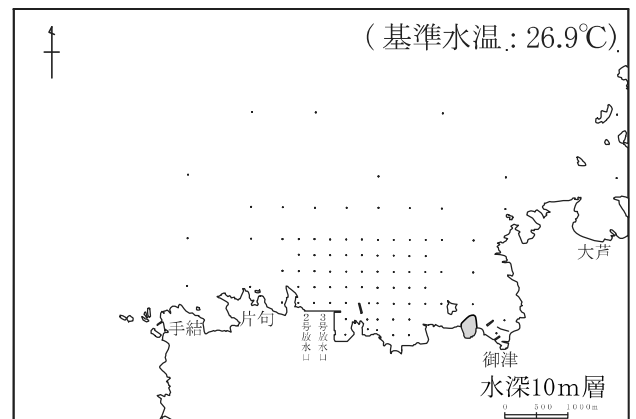 (基準水温:26.9℃)
大芦
手結
片句
2号放水口
3号放水口
御津
水深10m層
0 500 1000m